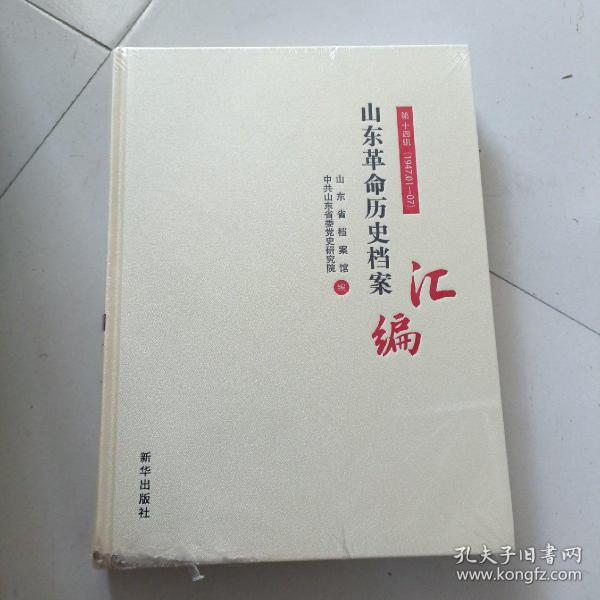 第十四辑（1947.01—07）
山东革命历史档案
汇编
山东省档案馆
中共山东省委党史研究院
编
新华出版社
孔夫子旧书网
www.kongfz.com